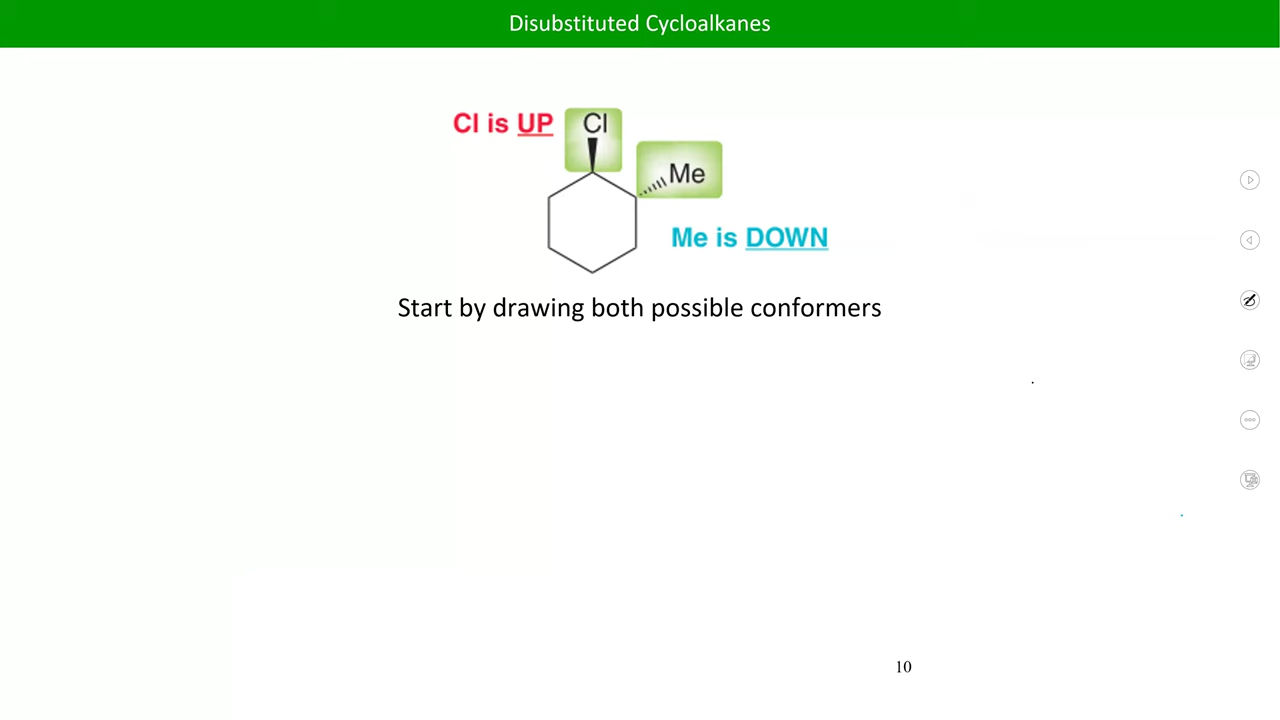 Disubstituted Cycloalkanes
Cl is UP
Cl
Me
Me is DOWN
Start by drawing both possible conformers
10